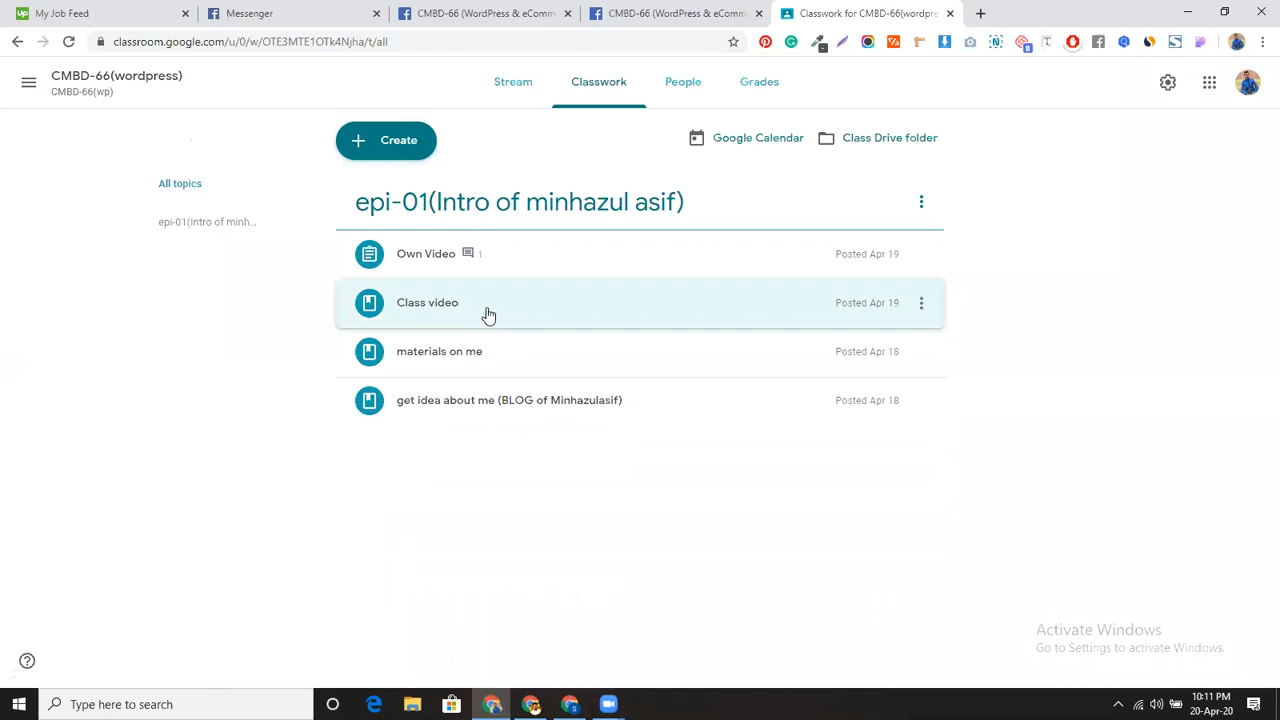 My Job Feed
Messenger
CMBD-66 (WordPress & eComm
CMBD-66 (WordPress & eComm
Classwork for CMBD-66(wordpre
classroom.google.com/u/0/w/OTE3MTE1OTk4Njha/t/all
8
CMBD-66(wordpress)
CMBD-66(wp)
Stream
Classwork
People
Grades
Create
Google Calendar
Class Drive folder
All topics
epi-01(Intro of minh...
epi-01(Intro of minhazul asif)
Own Video 1
Posted Apr 19
Class video
Posted Apr 19
materials on me
Posted Apr 18
get idea about me (BLOG of Minhazulasif)
Posted Apr 18
Activate Windows
Go to Settings to activate Windows.
Type here to search
10:11 PM
20-Apr-20